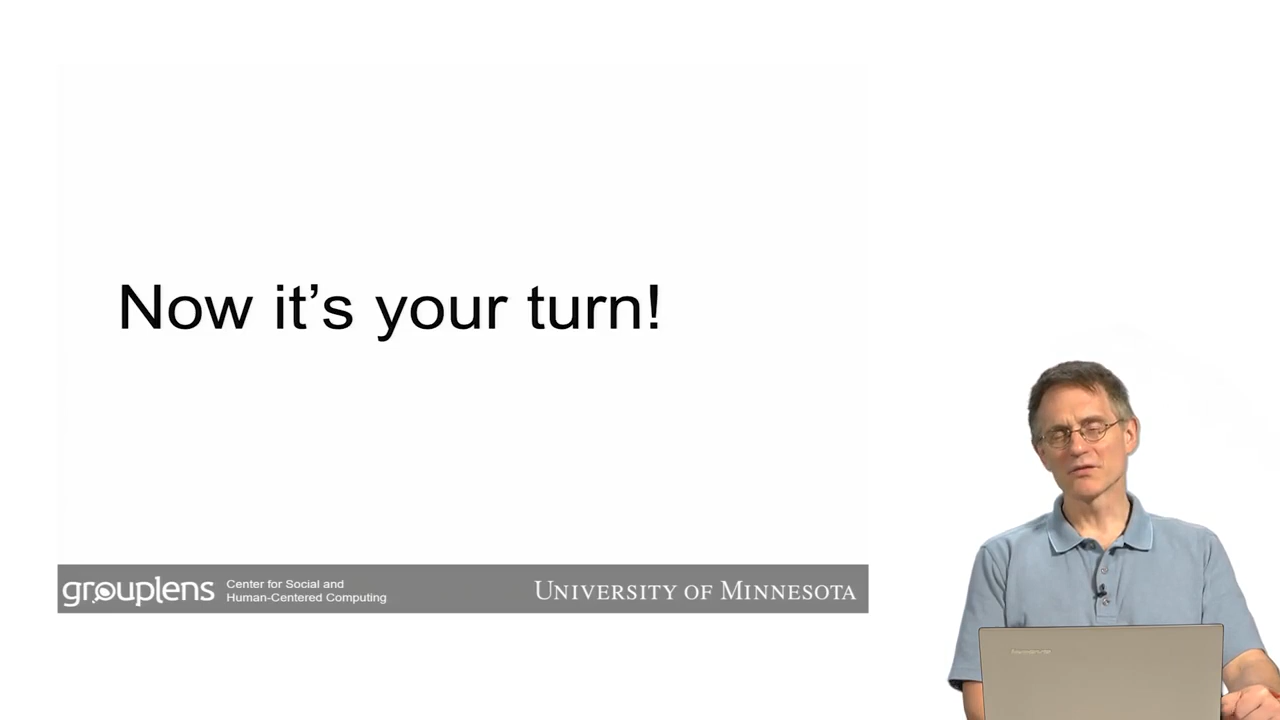 Now it's your turn!
grouplens
Center for Social and
Human-Centered Computing
UNIVERSITY OF MINNESOTA